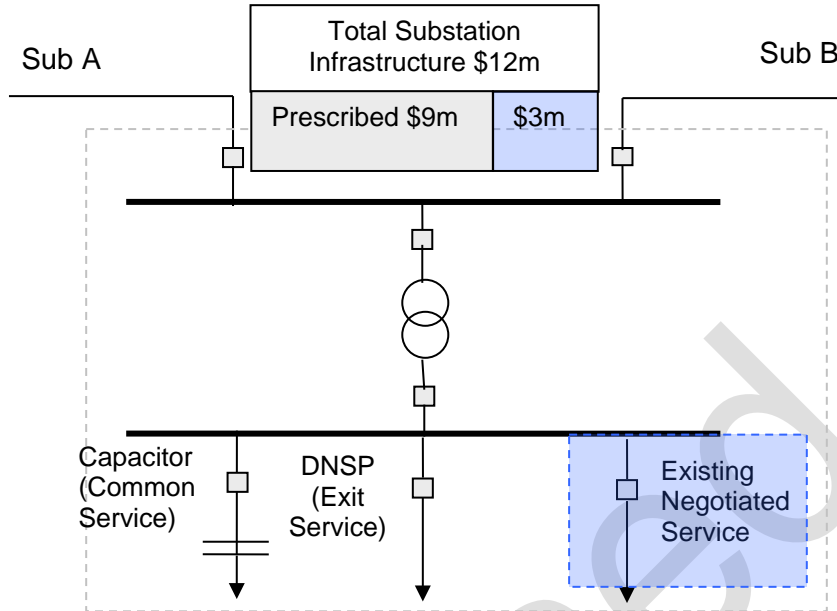 Total Substation
Infrastructure $12m
Sub A
Sub B
Prescribed $9m
$3m
Capacitor
(Common
Service)
DNSP
(Exit
Service)
Existing
Negotiated
Service